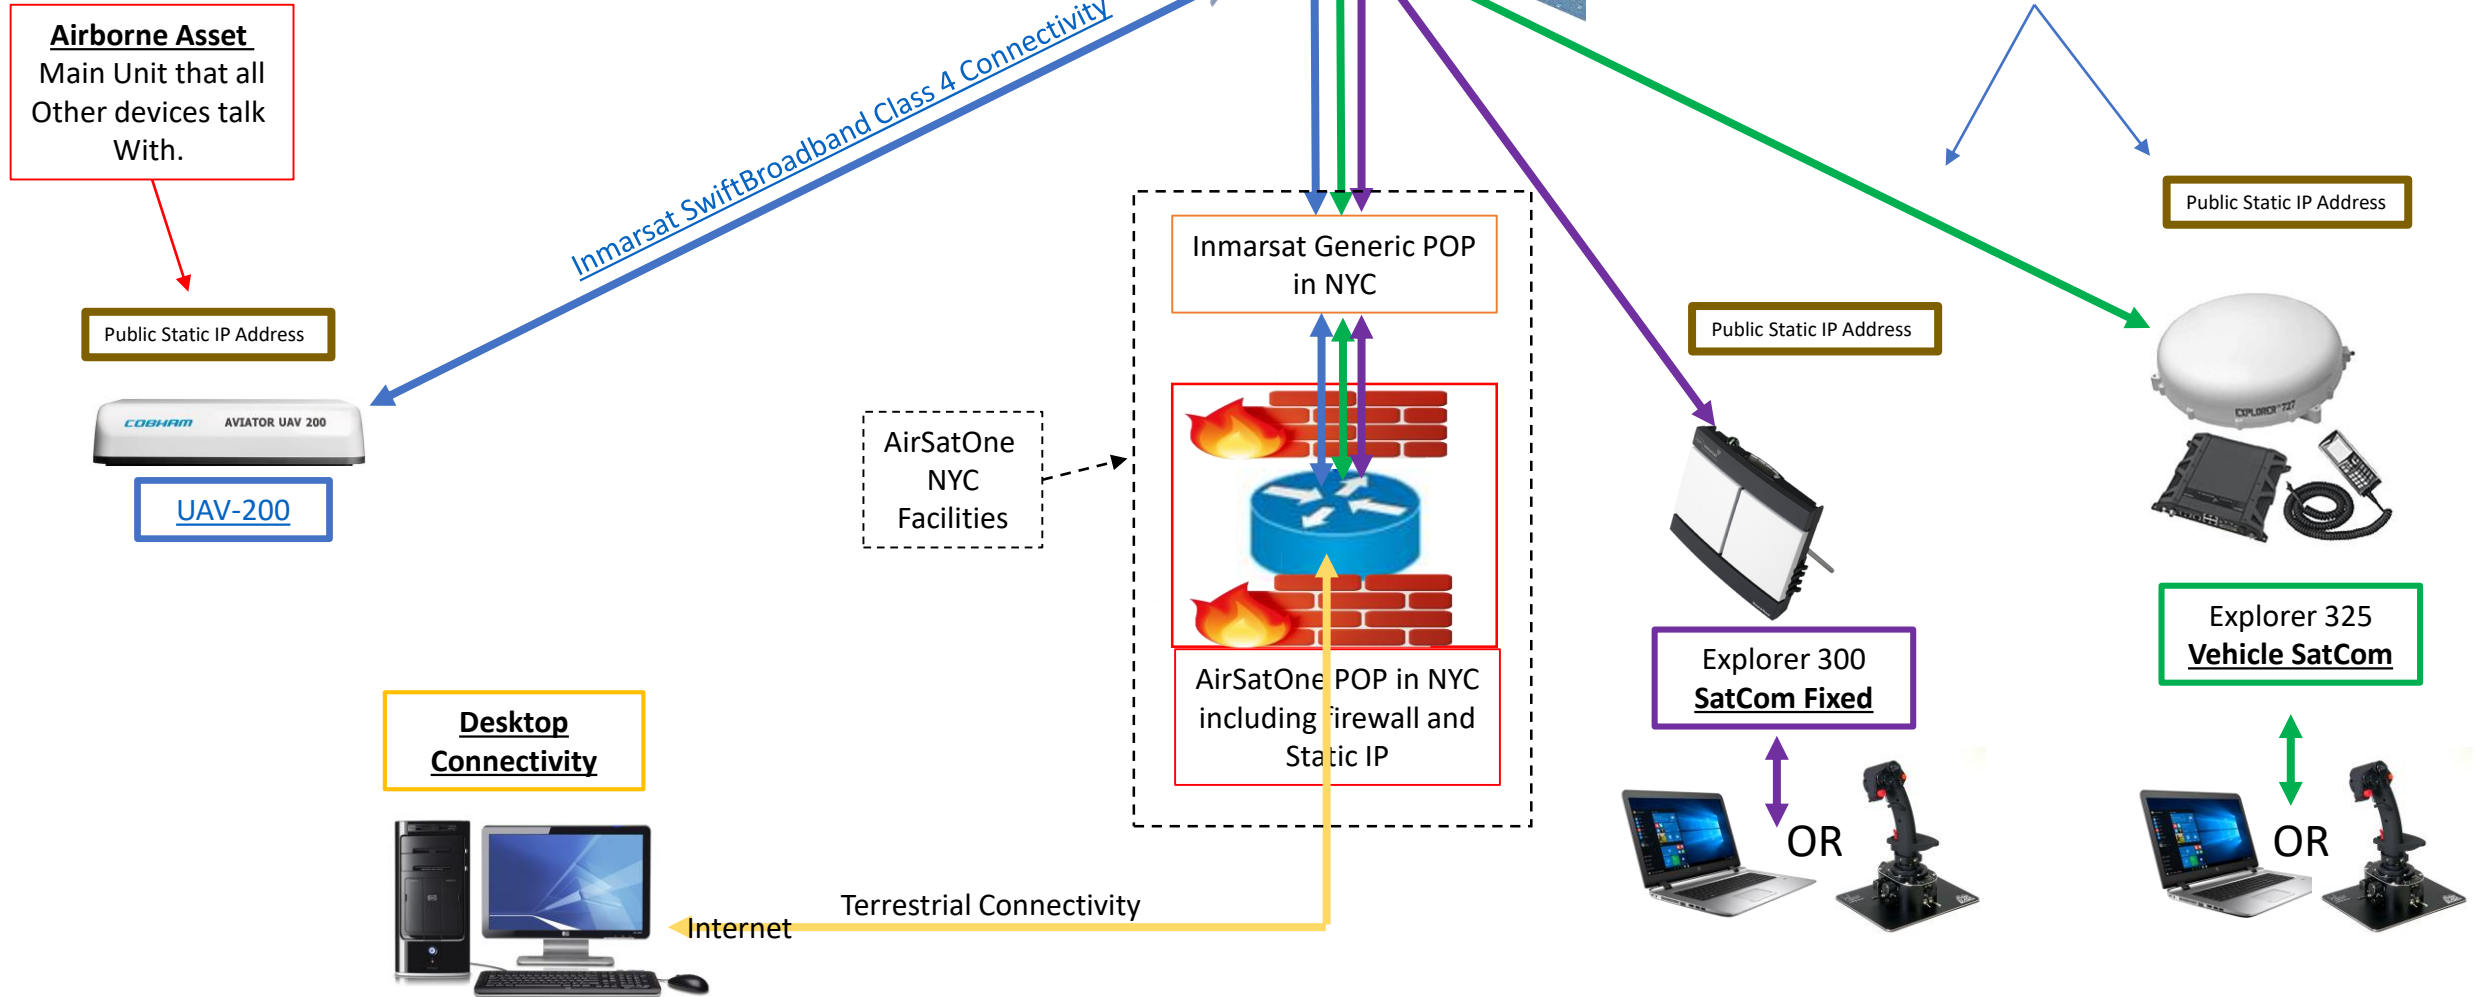 Airborne Asset
Main Unit that all
Other devices talk
With.
Inmarsat SwiftBroadband Class 4 Connectivity
Public Static IP Address
Public Static IP Address
Public Static IP Address
Inmarsat Generic POP
in NYC
COBHAM AVIATOR UAV 200
UAV-200
AirSatOne
NYC
Facilities
EXPLORER 727
AirSatOne POP in NYC
including firewall and
Static IP
Explorer 300
SatCom Fixed
Explorer 325
Vehicle SatCom
Desktop
Connectivity
OR
OR
Terrestrial Connectivity
Internet